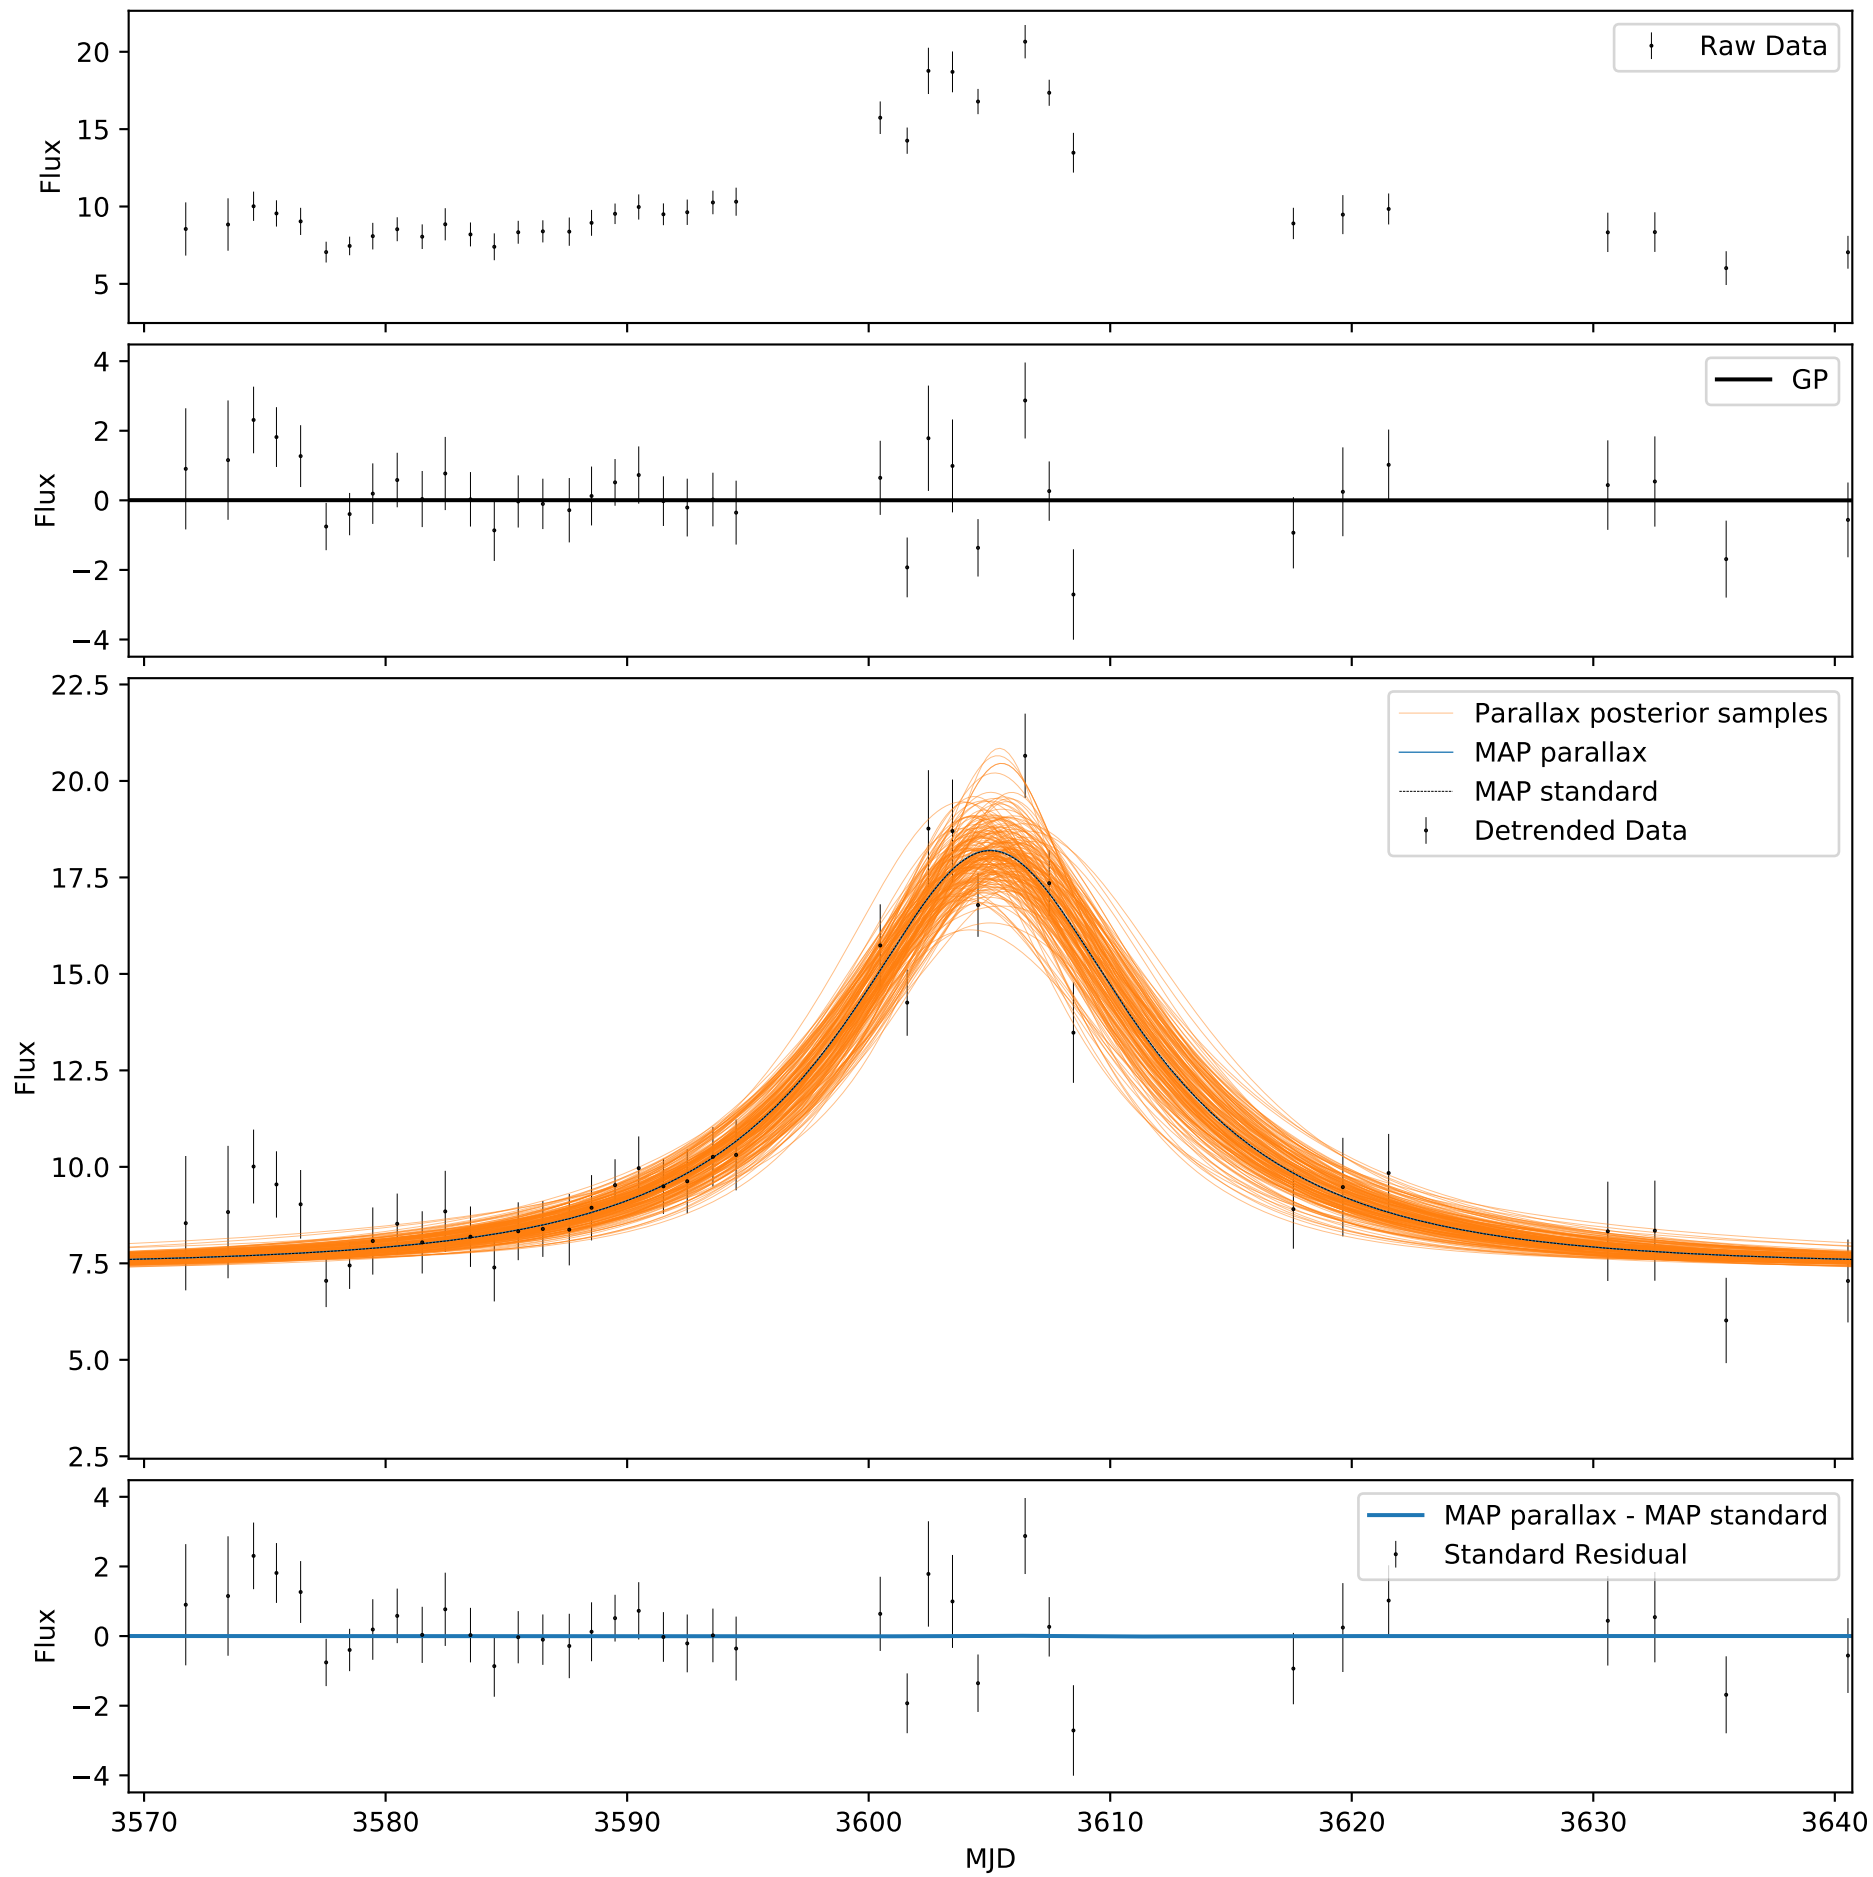 20
15
10
5
Flux
Raw Data
4
2
0
−2
−4
Flux
GP
22.5
20.0
17.5
15.0
12.5
10.0
7.5
5.0
2.5
Flux
Parallax posterior samples
MAP parallax
MAP standard
Detrended Data
4
2
0
−2
−4
Flux
MAP parallax - MAP standard
Standard Residual
3570 3580 3590 3600 3610 3620 3630 3640
MJD